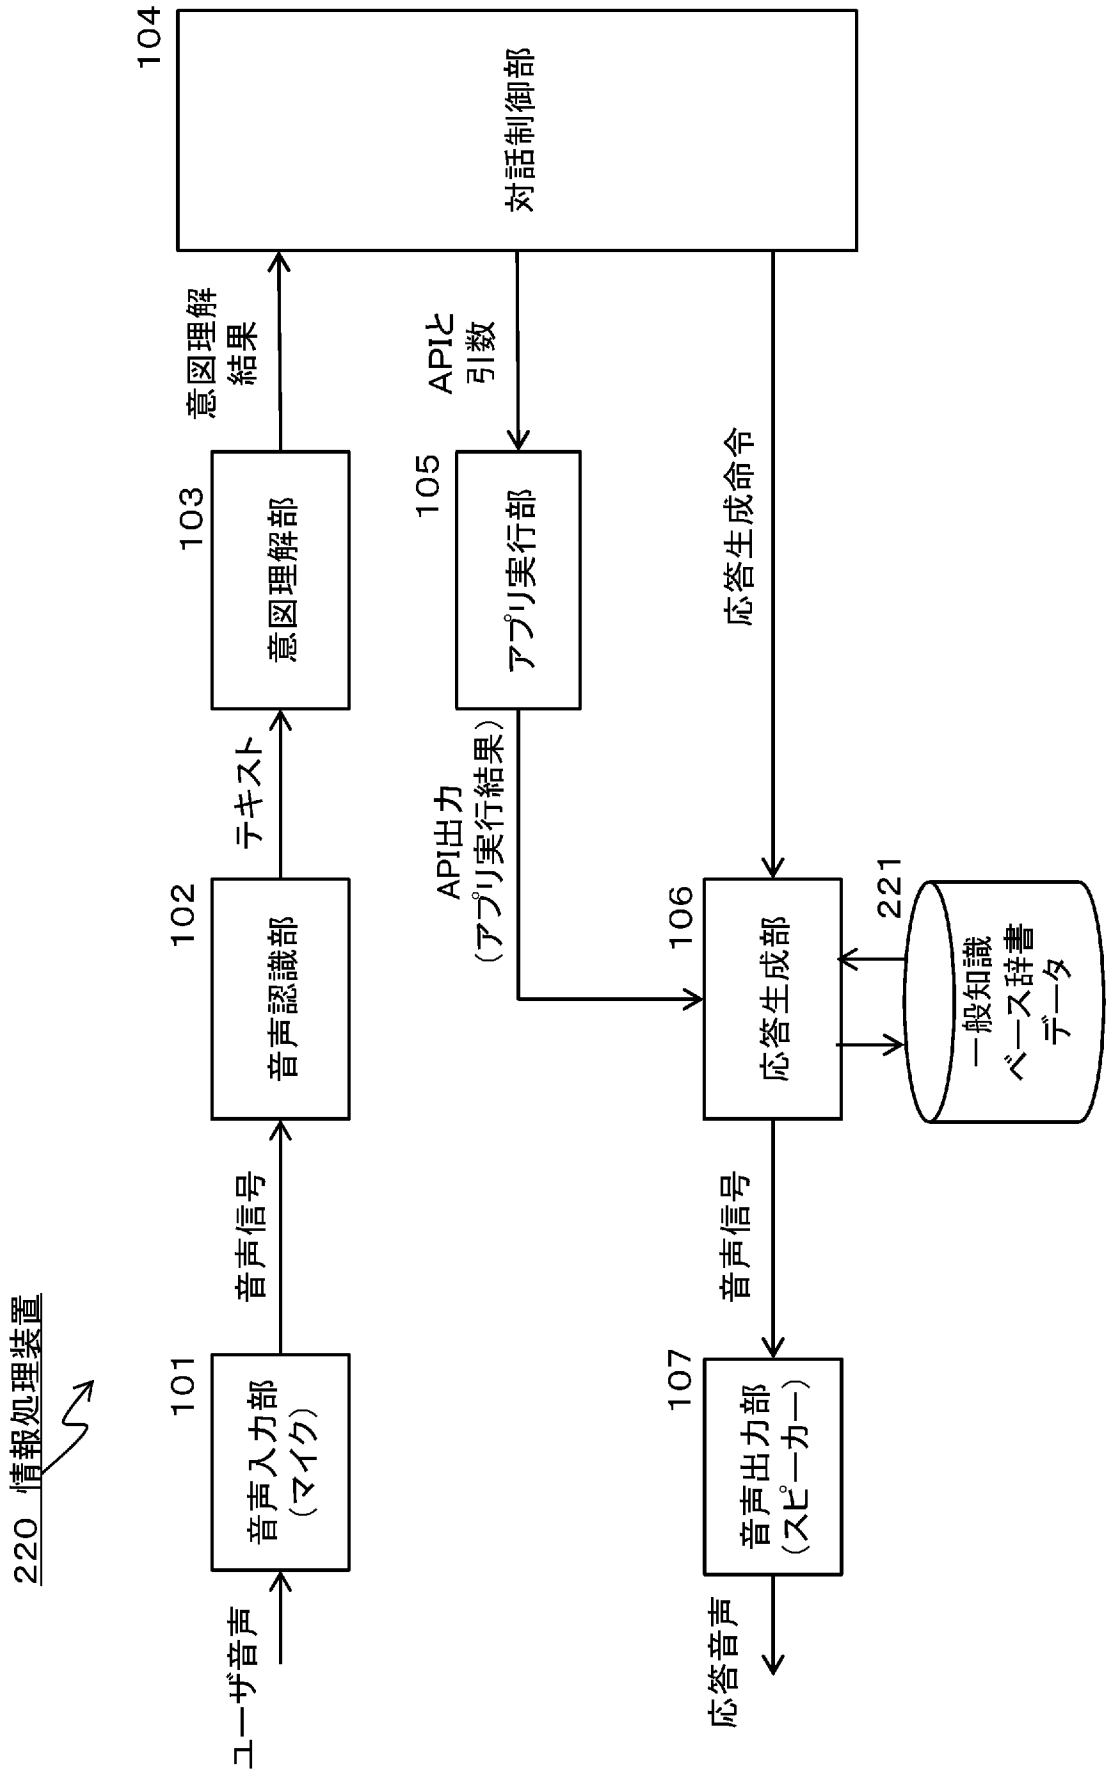 220 情報処理装置
ユーザ音声
101
音声入力部
(マイク)
音声信号
102
音声認識部
テキスト
103
意図理解部
意図理解
結果
104
対話制御部
APIと
引数
105
アプリ実行部
API出力
(アプリ実行結果)
応答生成命令
106
応答生成部
221
一般知識
ベース辞書
データ
音声信号
107
音声出力部
(スピーカー)
応答音声